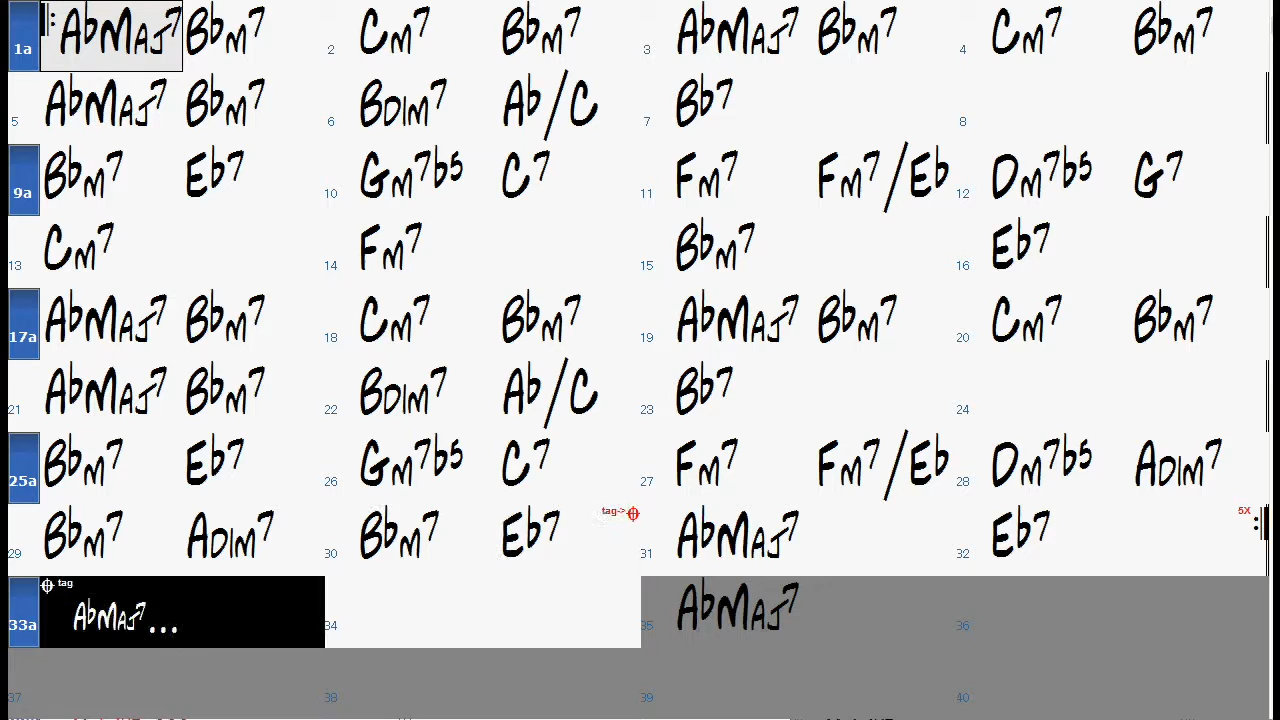 1a AbMAJ7 Bbm7 2 Cm7 Bbm7 3 AbMAJ7 Bbm7 4 Cm7 Bbm7
5 AbMAJ7 Bbm7 6 BDIM7 Ab/C 7 Bb7 8
9a Bbm7 Eb7 10 Gm7b5 C7 11 Fm7 Fm7/Eb 12 Dm7b5 G7
13 Cm7 14 Fm7 15 Bbm7 16 Eb7
17a AbMAJ7 Bbm7 18 Cm7 Bbm7 19 AbMAJ7 Bbm7 20 Cm7 Bbm7
21 AbMAJ7 Bbm7 22 BDIM7 Ab/C 23 Bb7 24
25a Bbm7 Eb7 26 Gm7b5 C7 27 Fm7 Fm7/Eb 28 Dm7b5 ADIM7
tag-> 5X
29 Bbm7 ADIM7 30 Bbm7 Eb7 31 AbMAJ7 32 Eb7
tag
33a AbMAJ7... 34 35 AbMAJ7 36
37 38 39 40